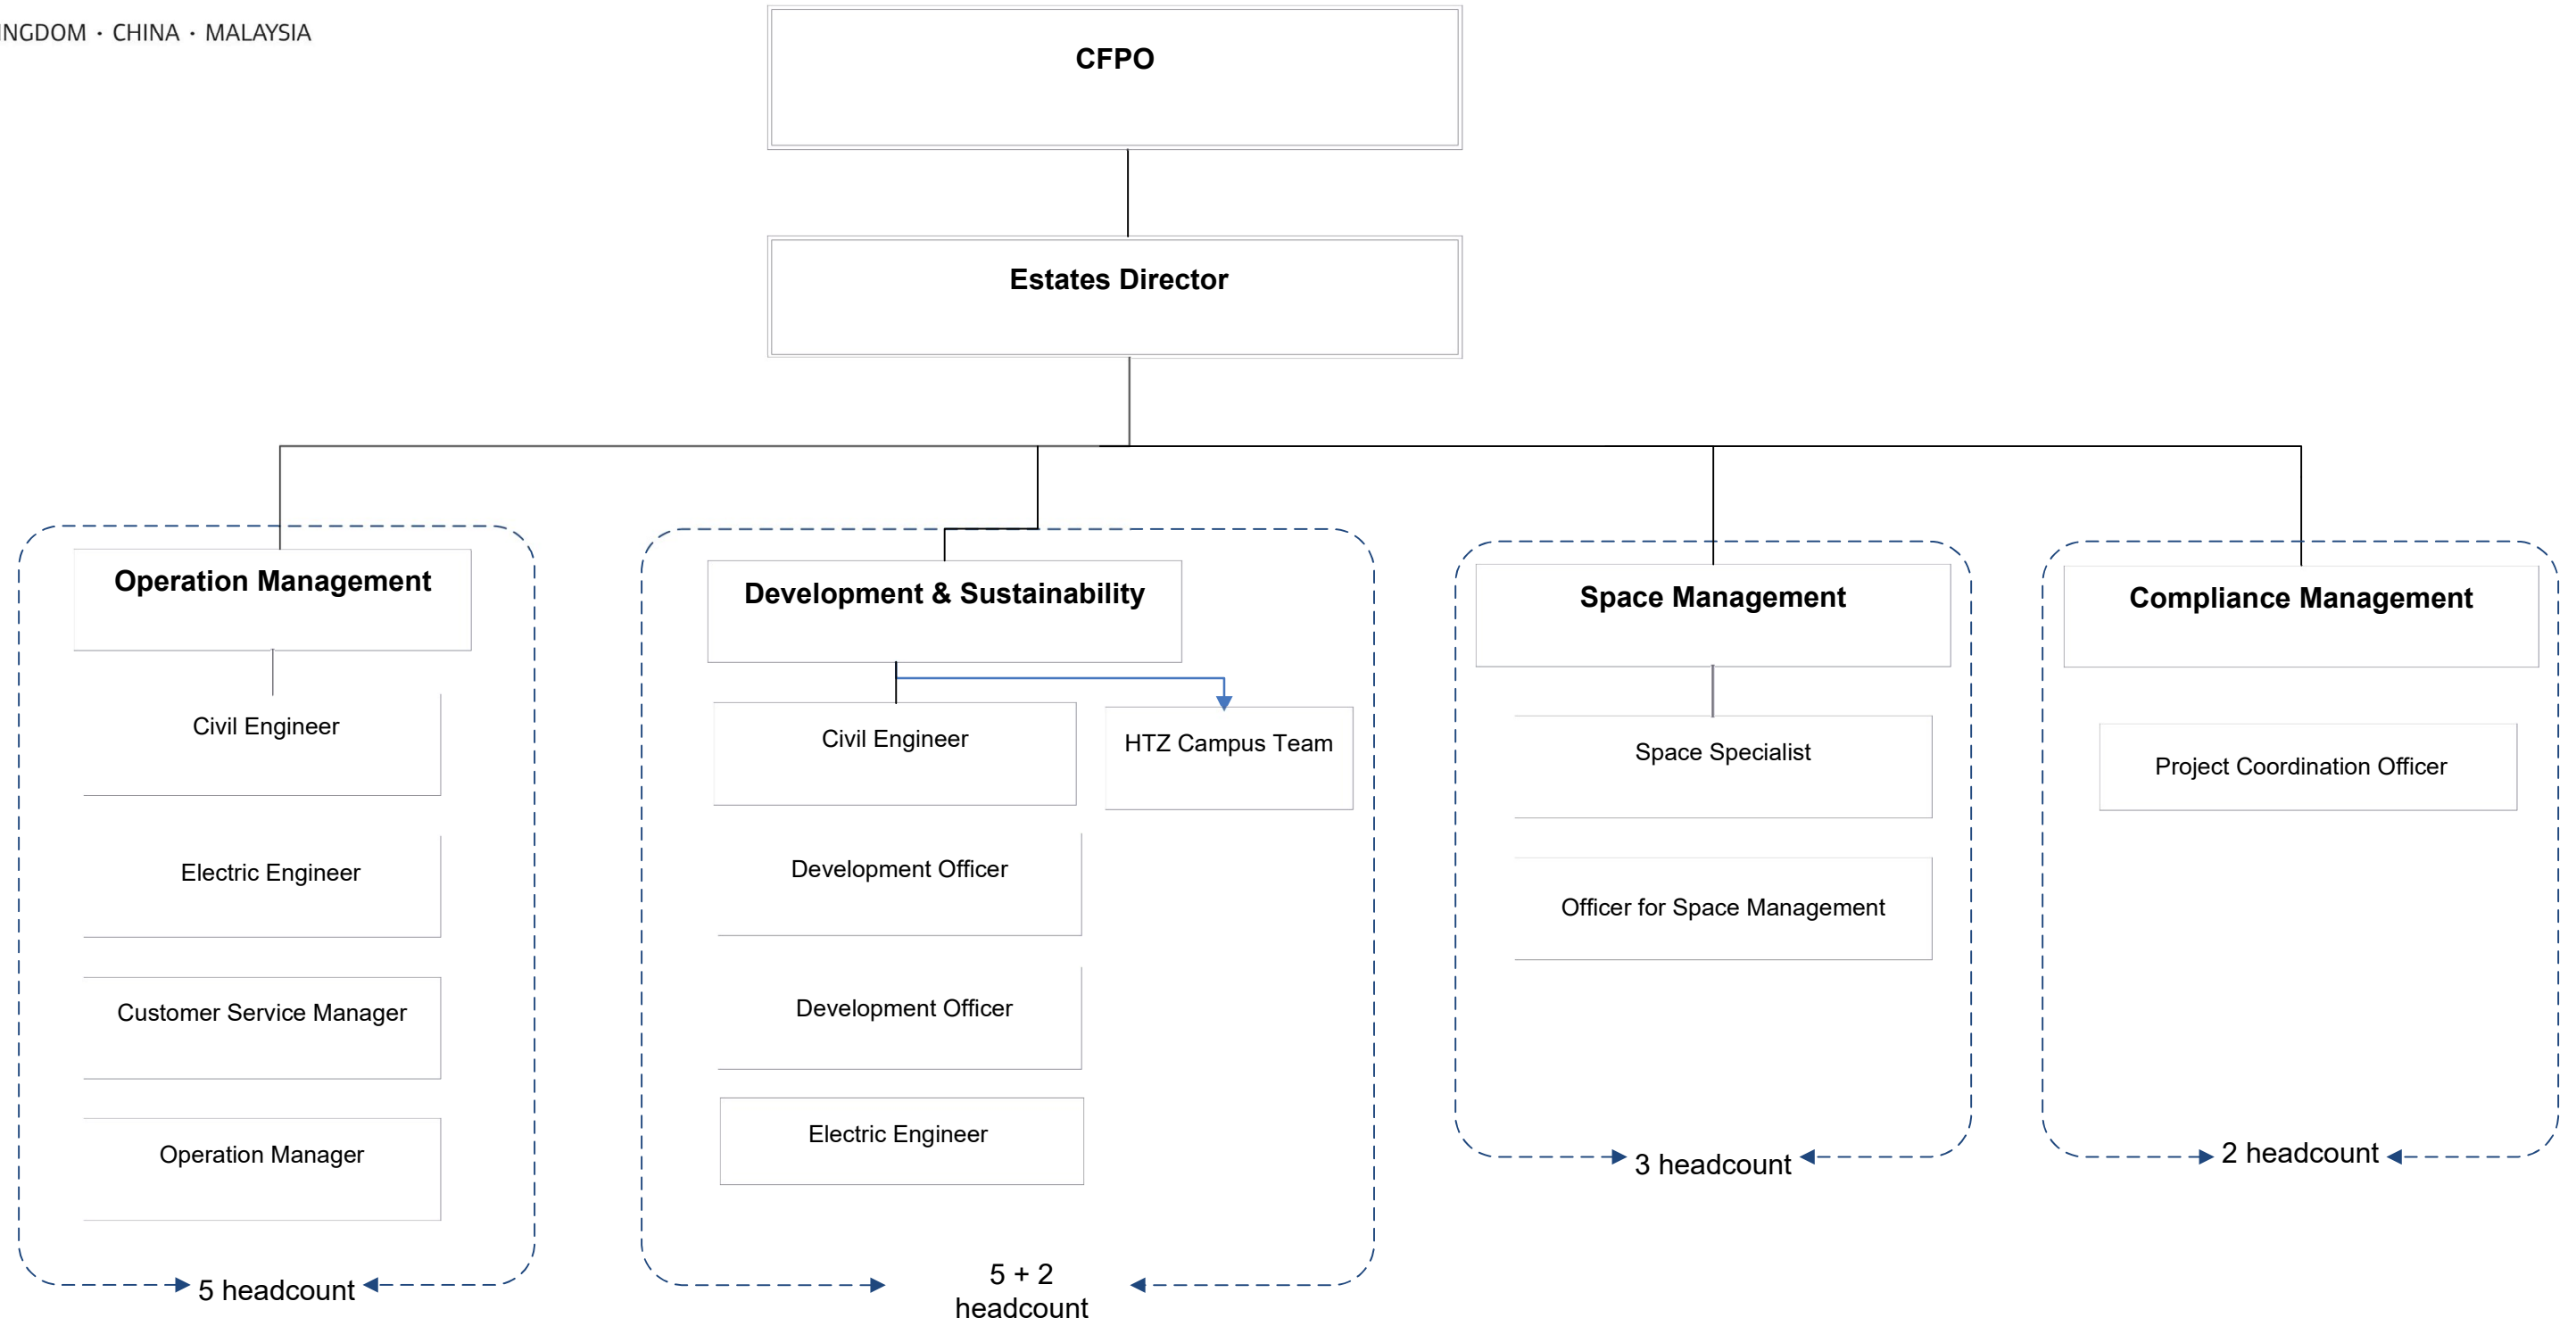 INGDOM · CHINA · MALAYSIA
CFPO
Estates Director
Operation Management
Civil Engineer
Electric Engineer
Customer Service Manager
Operation Manager
5 headcount
Development & Sustainability
Civil Engineer
HTZ Campus Team
Development Officer
Development Officer
Electric Engineer
5 + 2
headcount
Space Management
Space Specialist
Officer for Space Management
3 headcount
Compliance Management
Project Coordination Officer
2 headcount